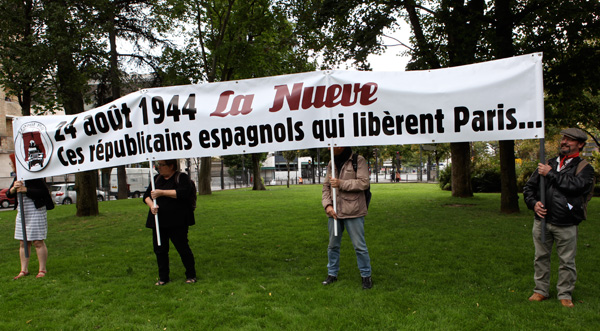 24 août 1944 La Nueve
Ces républicains espagnols qui libèrent Paris...